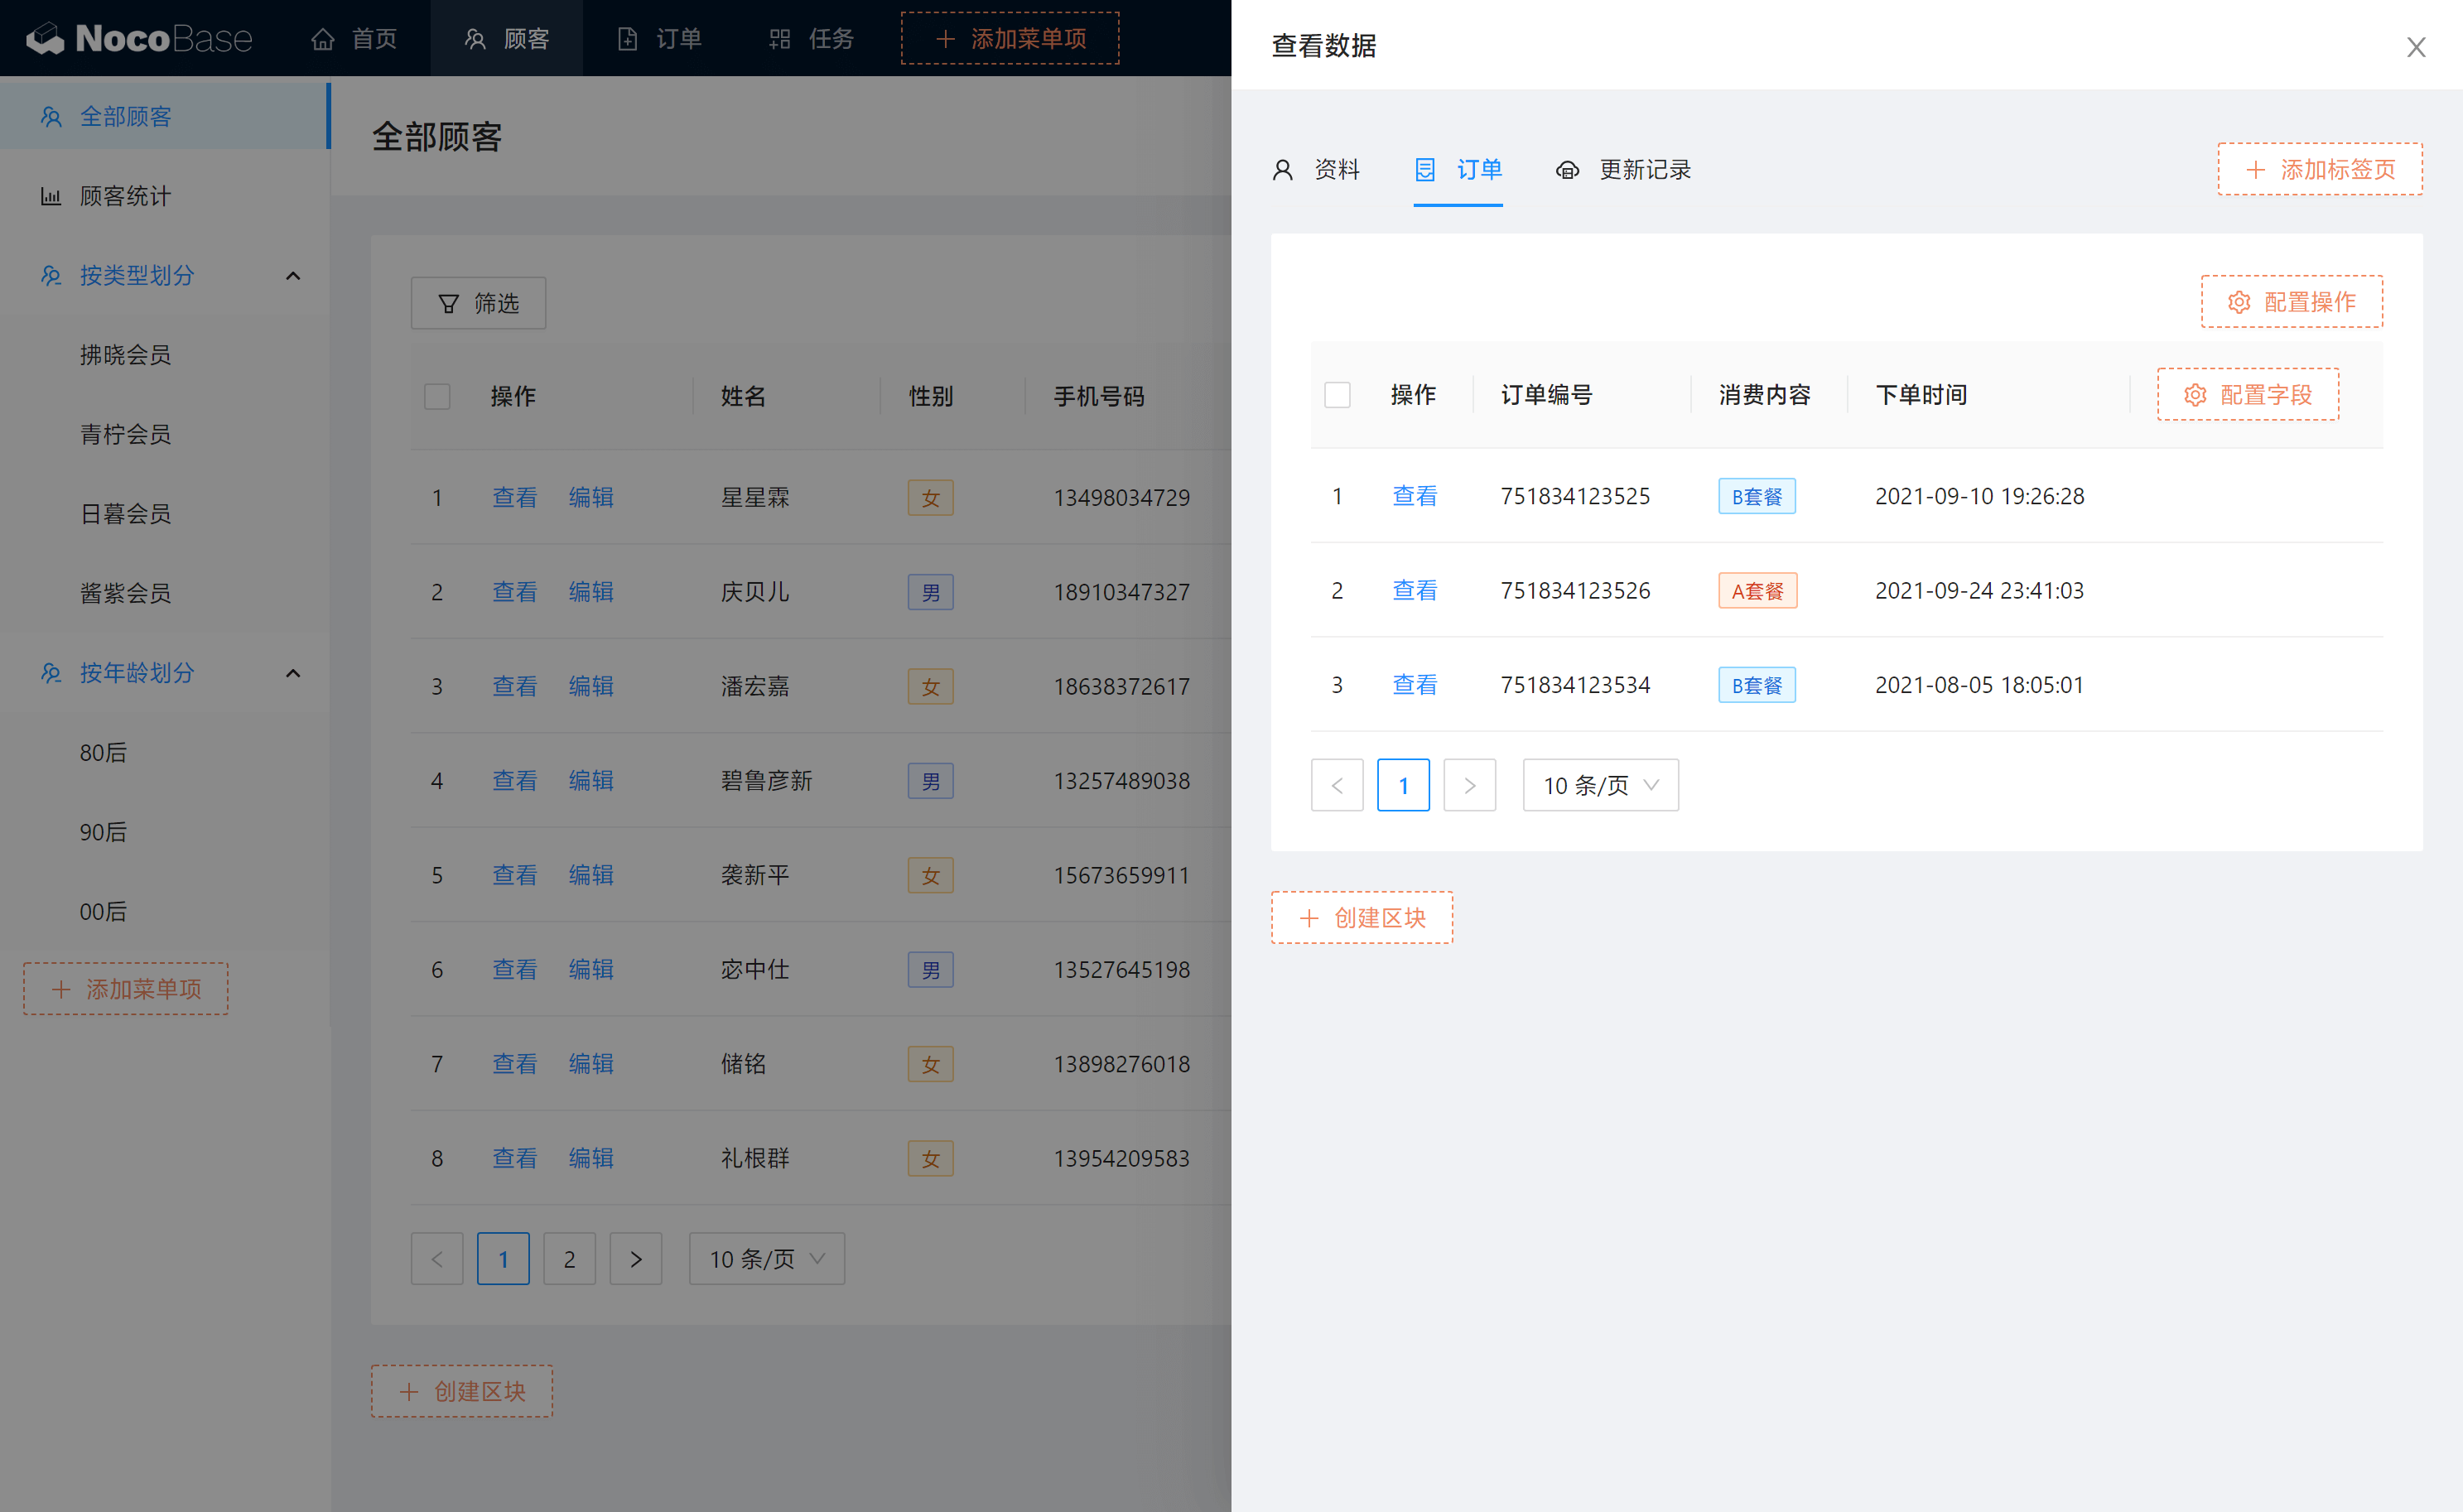 NocoBase 首页 顾客 订单 任务 添加菜单项
全部顾客
顾客统计
按类型划分
拂晓会员
青柠会员
日暮会员
酱紫会员
按年龄划分
80后
90后
00后
添加菜单项
全部顾客
筛选
操作 姓名 性别 手机号码
1 查看 编辑 星星霖 女 13498034729
2 查看 编辑 庆贝儿 男 18910347327
3 查看 编辑 潘宏嘉 女 18638372617
4 查看 编辑 碧鲁彦新 男 13257489038
5 查看 编辑 袭新平 女 15673659911
6 查看 编辑 宓中仕 男 13527645198
7 查看 编辑 储铭 女 13898276018
8 查看 编辑 礼根群 女 13954209583
1 2 10 条/页
创建区块
查看数据
资料 订单 更新记录 添加标签页
配置操作
操作 订单编号 消费内容 下单时间 配置字段
1 查看 751834123525 B套餐 2021-09-10 19:26:28
2 查看 751834123526 A套餐 2021-09-24 23:41:03
3 查看 751834123534 B套餐 2021-08-05 18:05:01
1 10 条/页
创建区块